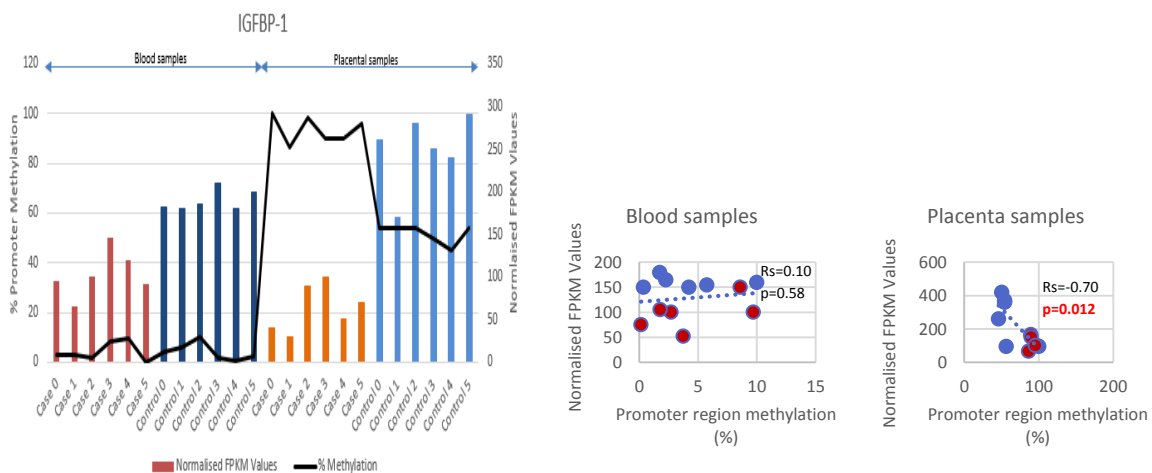 IGFBP-1
120
100
80
60
40
20
0
% Promoter Methylation
Blood samples
Placental samples
350
300
250
200
150
100
50
0
Normlaised FPKM Vlaues
Case 0
Case 1
Case 2
Case 3
Case 4
Case 5
Control 0
Control 1
Control 2
Control 3
Control 4
Control 5
Case 0
Case 1
Case 2
Case 3
Case 4
Case 5
Control 0
Control 1
Control 2
Control 3
Control 4
Control 5
Normalised FPKM Values
% Methylation
Blood samples
Normalised FPKM Values
200
150
100
50
0
Rs=0.10
p=0.58
0 5 10 15
Promoter region methylation
(%)
Placenta samples
Normalised FPKM Values
600
400
200
0
Rs=-0.70
p=0.012
0 100 200
Promoter region methylation
(%)